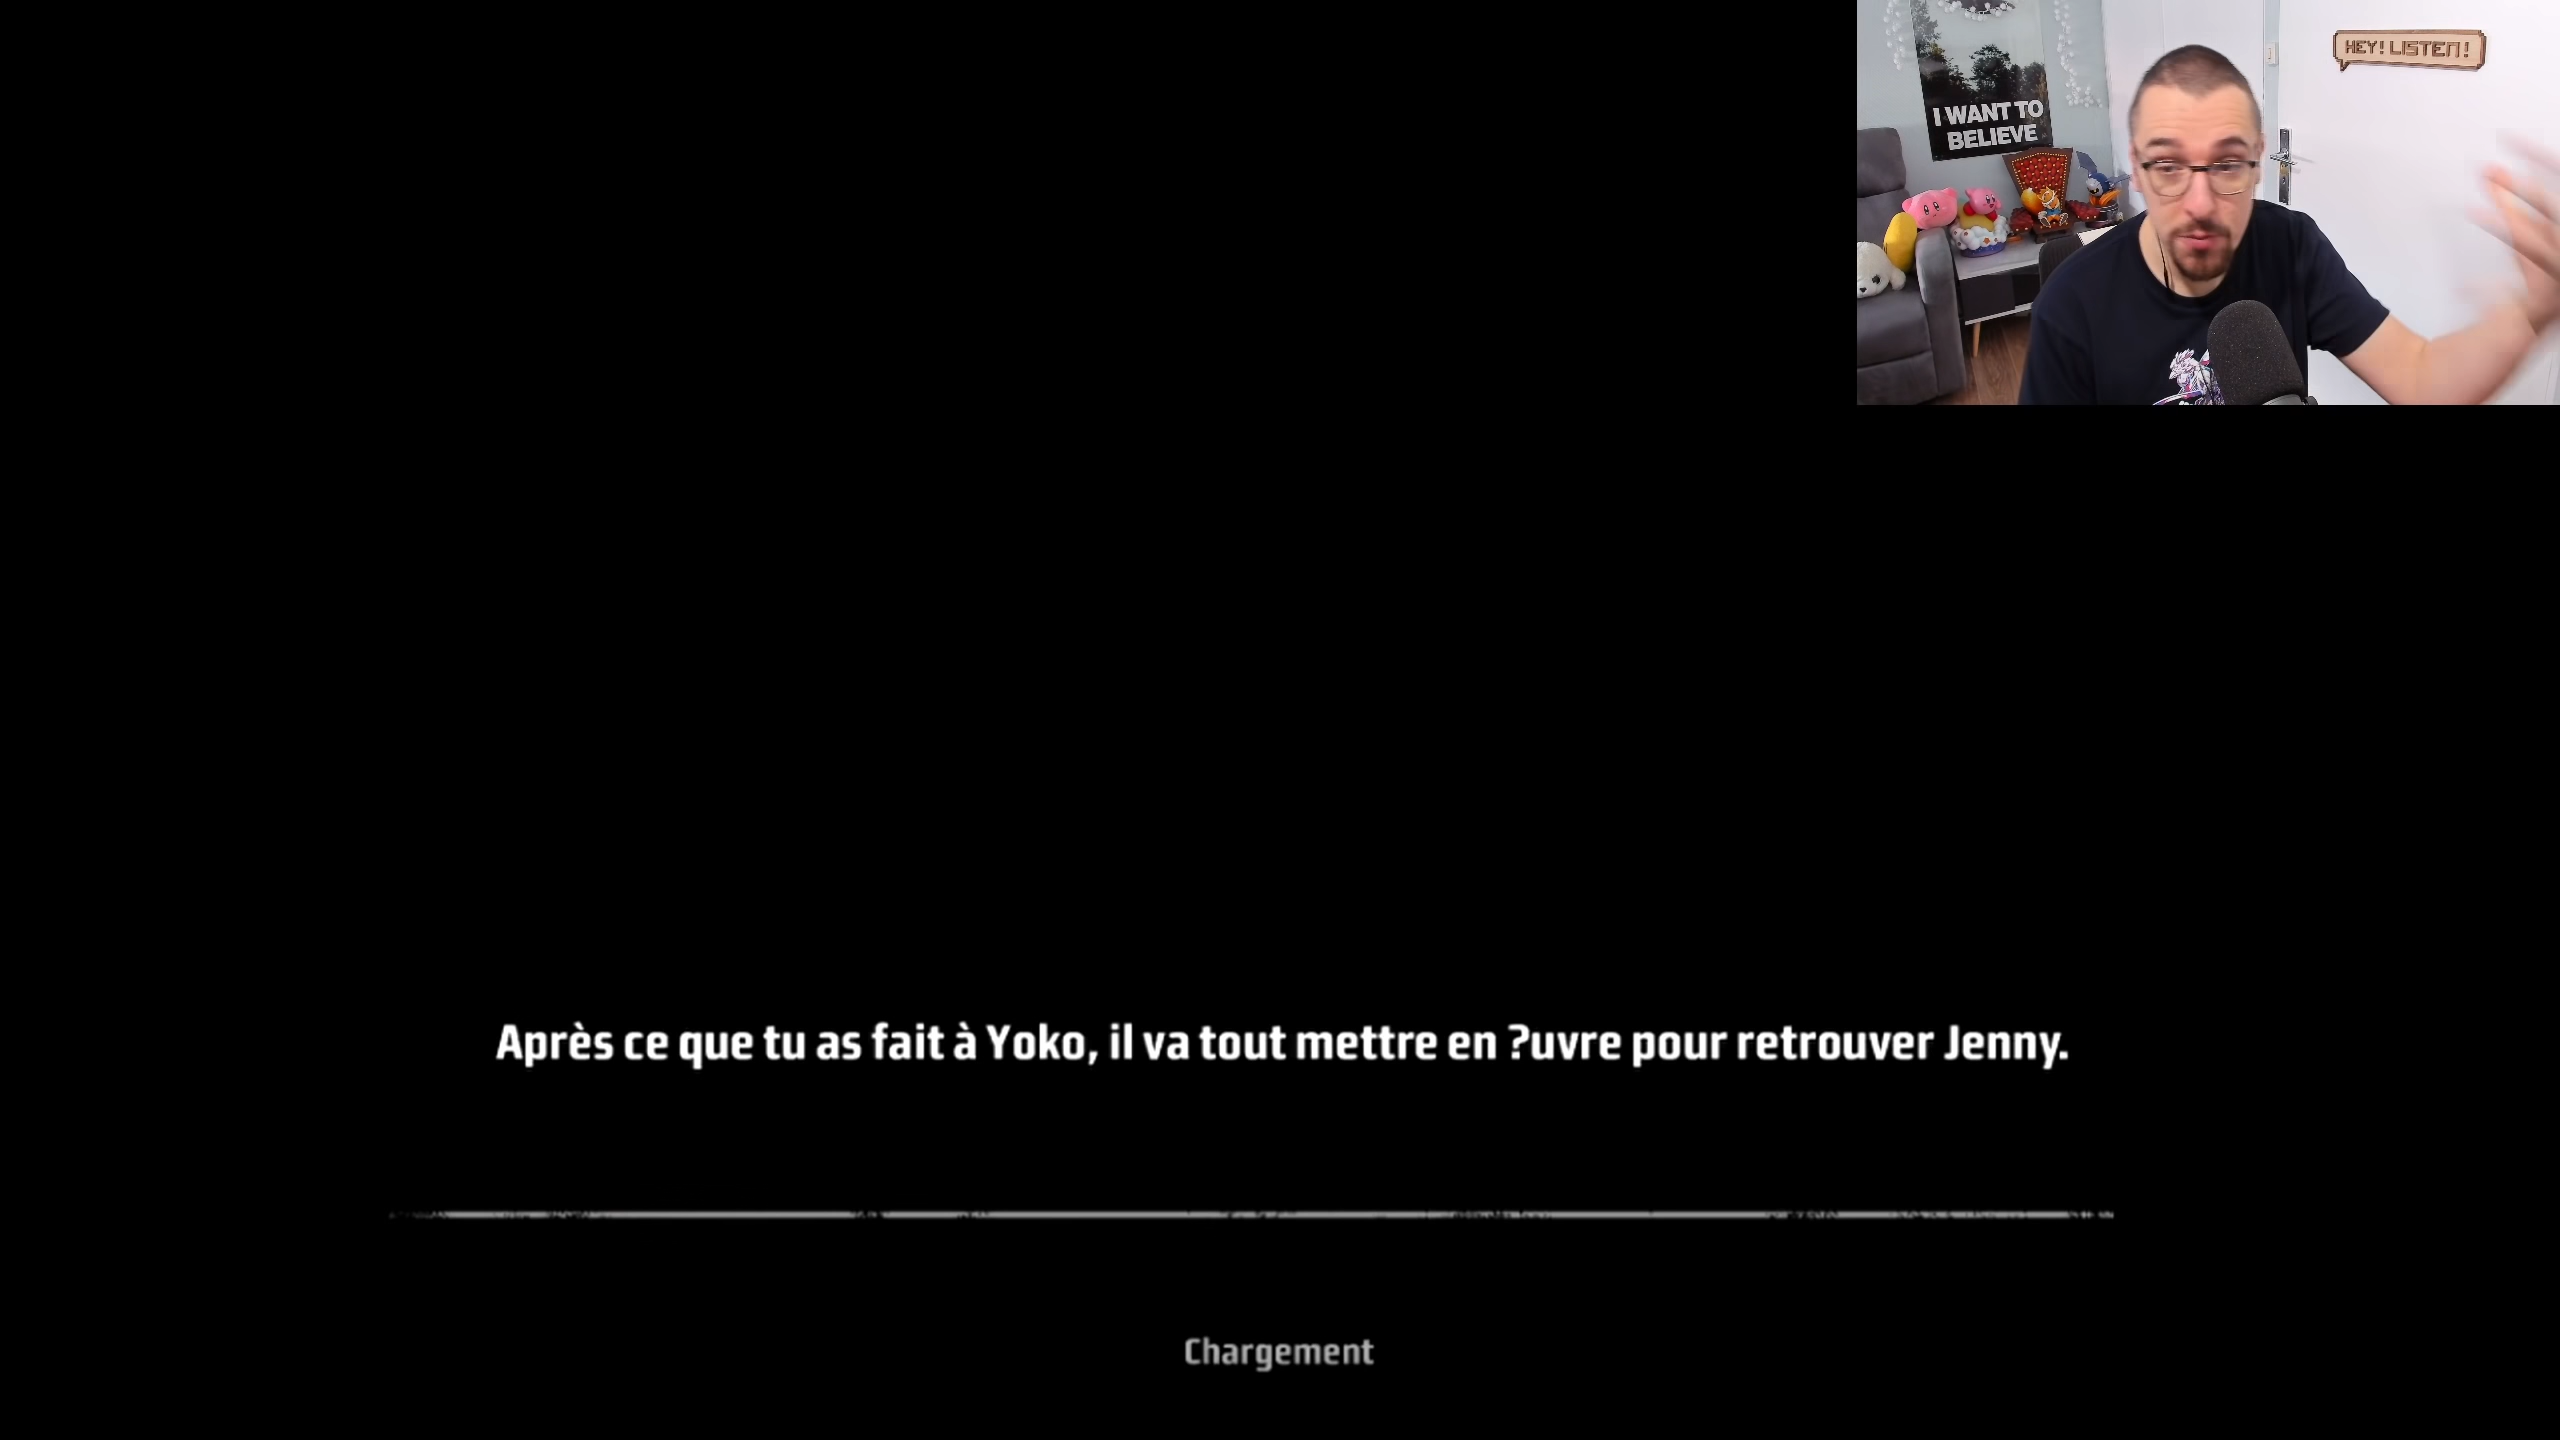 I WANT TO
BELIEVE
HEY! LISTEN!
Après ce que tu as fait à Yoko, il va tout mettre en ?uvre pour retrouver Jenny.
Chargement